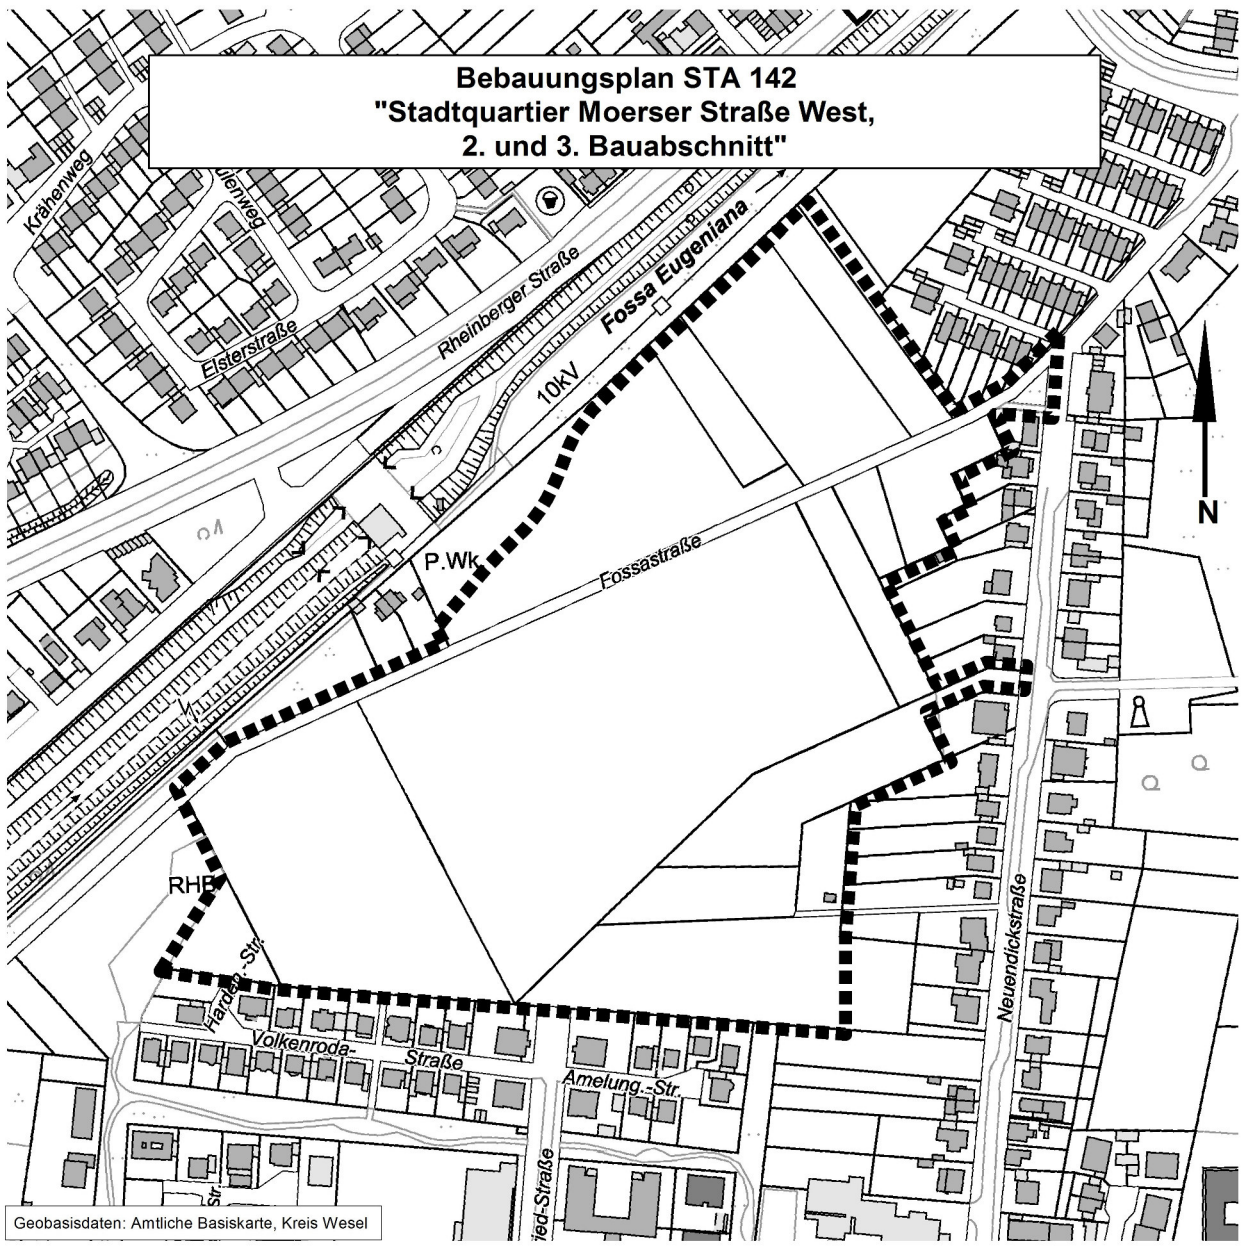 Bebauungsplan STA 142
"Stadtquartier Moerser Straße West,
2. und 3. Bauabschnitt"
Krähenweg
Elsterstraße
Rheinberger Straße
Fossa Eugeniana
10kV
N
P.Wk
Fossastraße
RHB
Harden.-Str.
Volkenroda-
Straße
Amelung.-Str.
Neuendickstraße
Geobasisdaten: Amtliche Basiskarte, Kreis Wesel